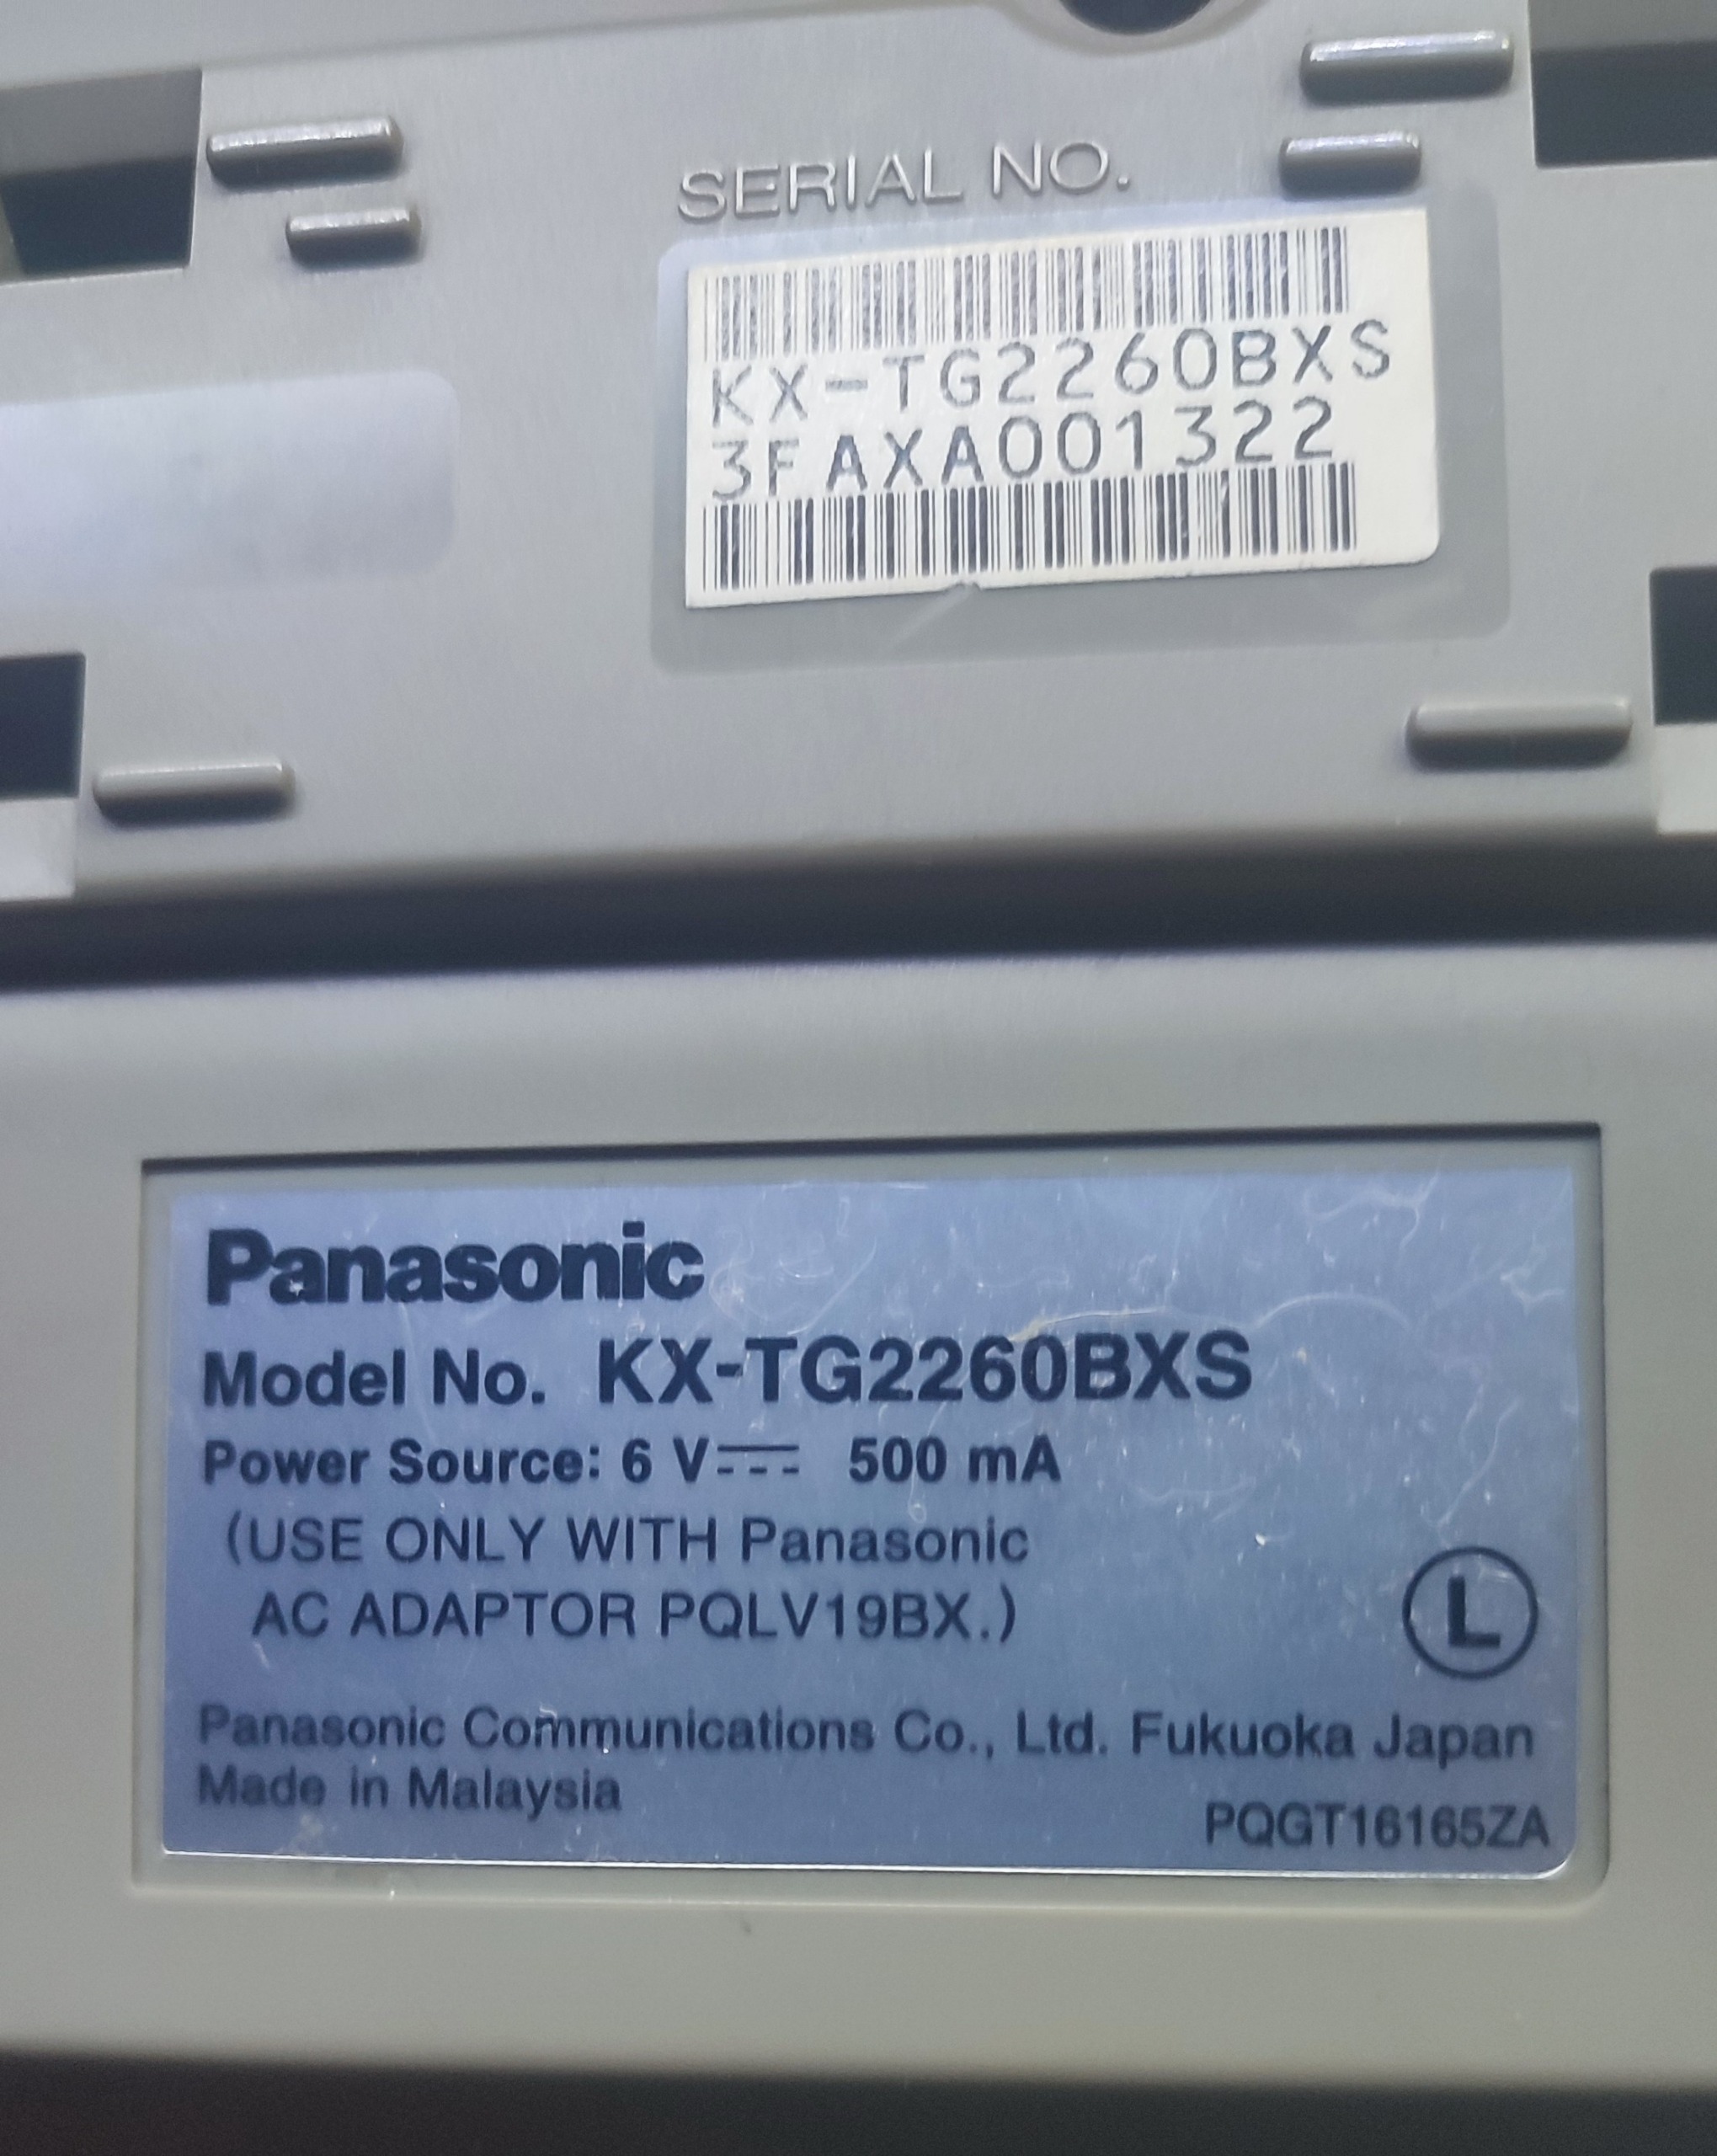 SERIAL NO.
KX-TG2260BXS
3FAXA001322
Panasonic
Model No. KX-TG2260BXS
Power Source: 6 V⎓ 500 mA
(USE ONLY WITH Panasonic
AC ADAPTOR PQLV19BX.)
L
Panasonic Communications Co., Ltd. Fukuoka Japan
Made in Malaysia
PQGT16165ZA